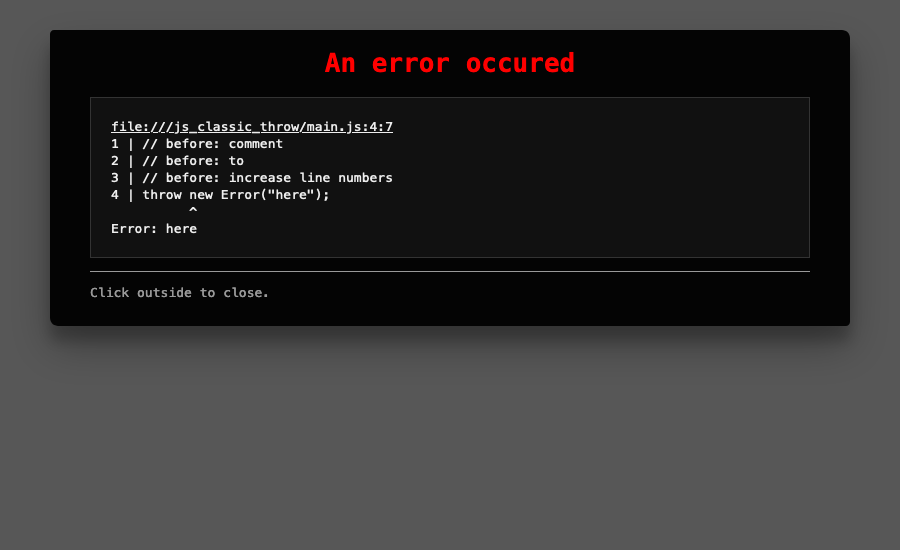 An error occured
file:///js_classic_throw/main.js:4:7
1 | // before: comment
2 | // before: to
3 | // before: increase line numbers
4 | throw new Error("here");
^
Error: here
Click outside to close.